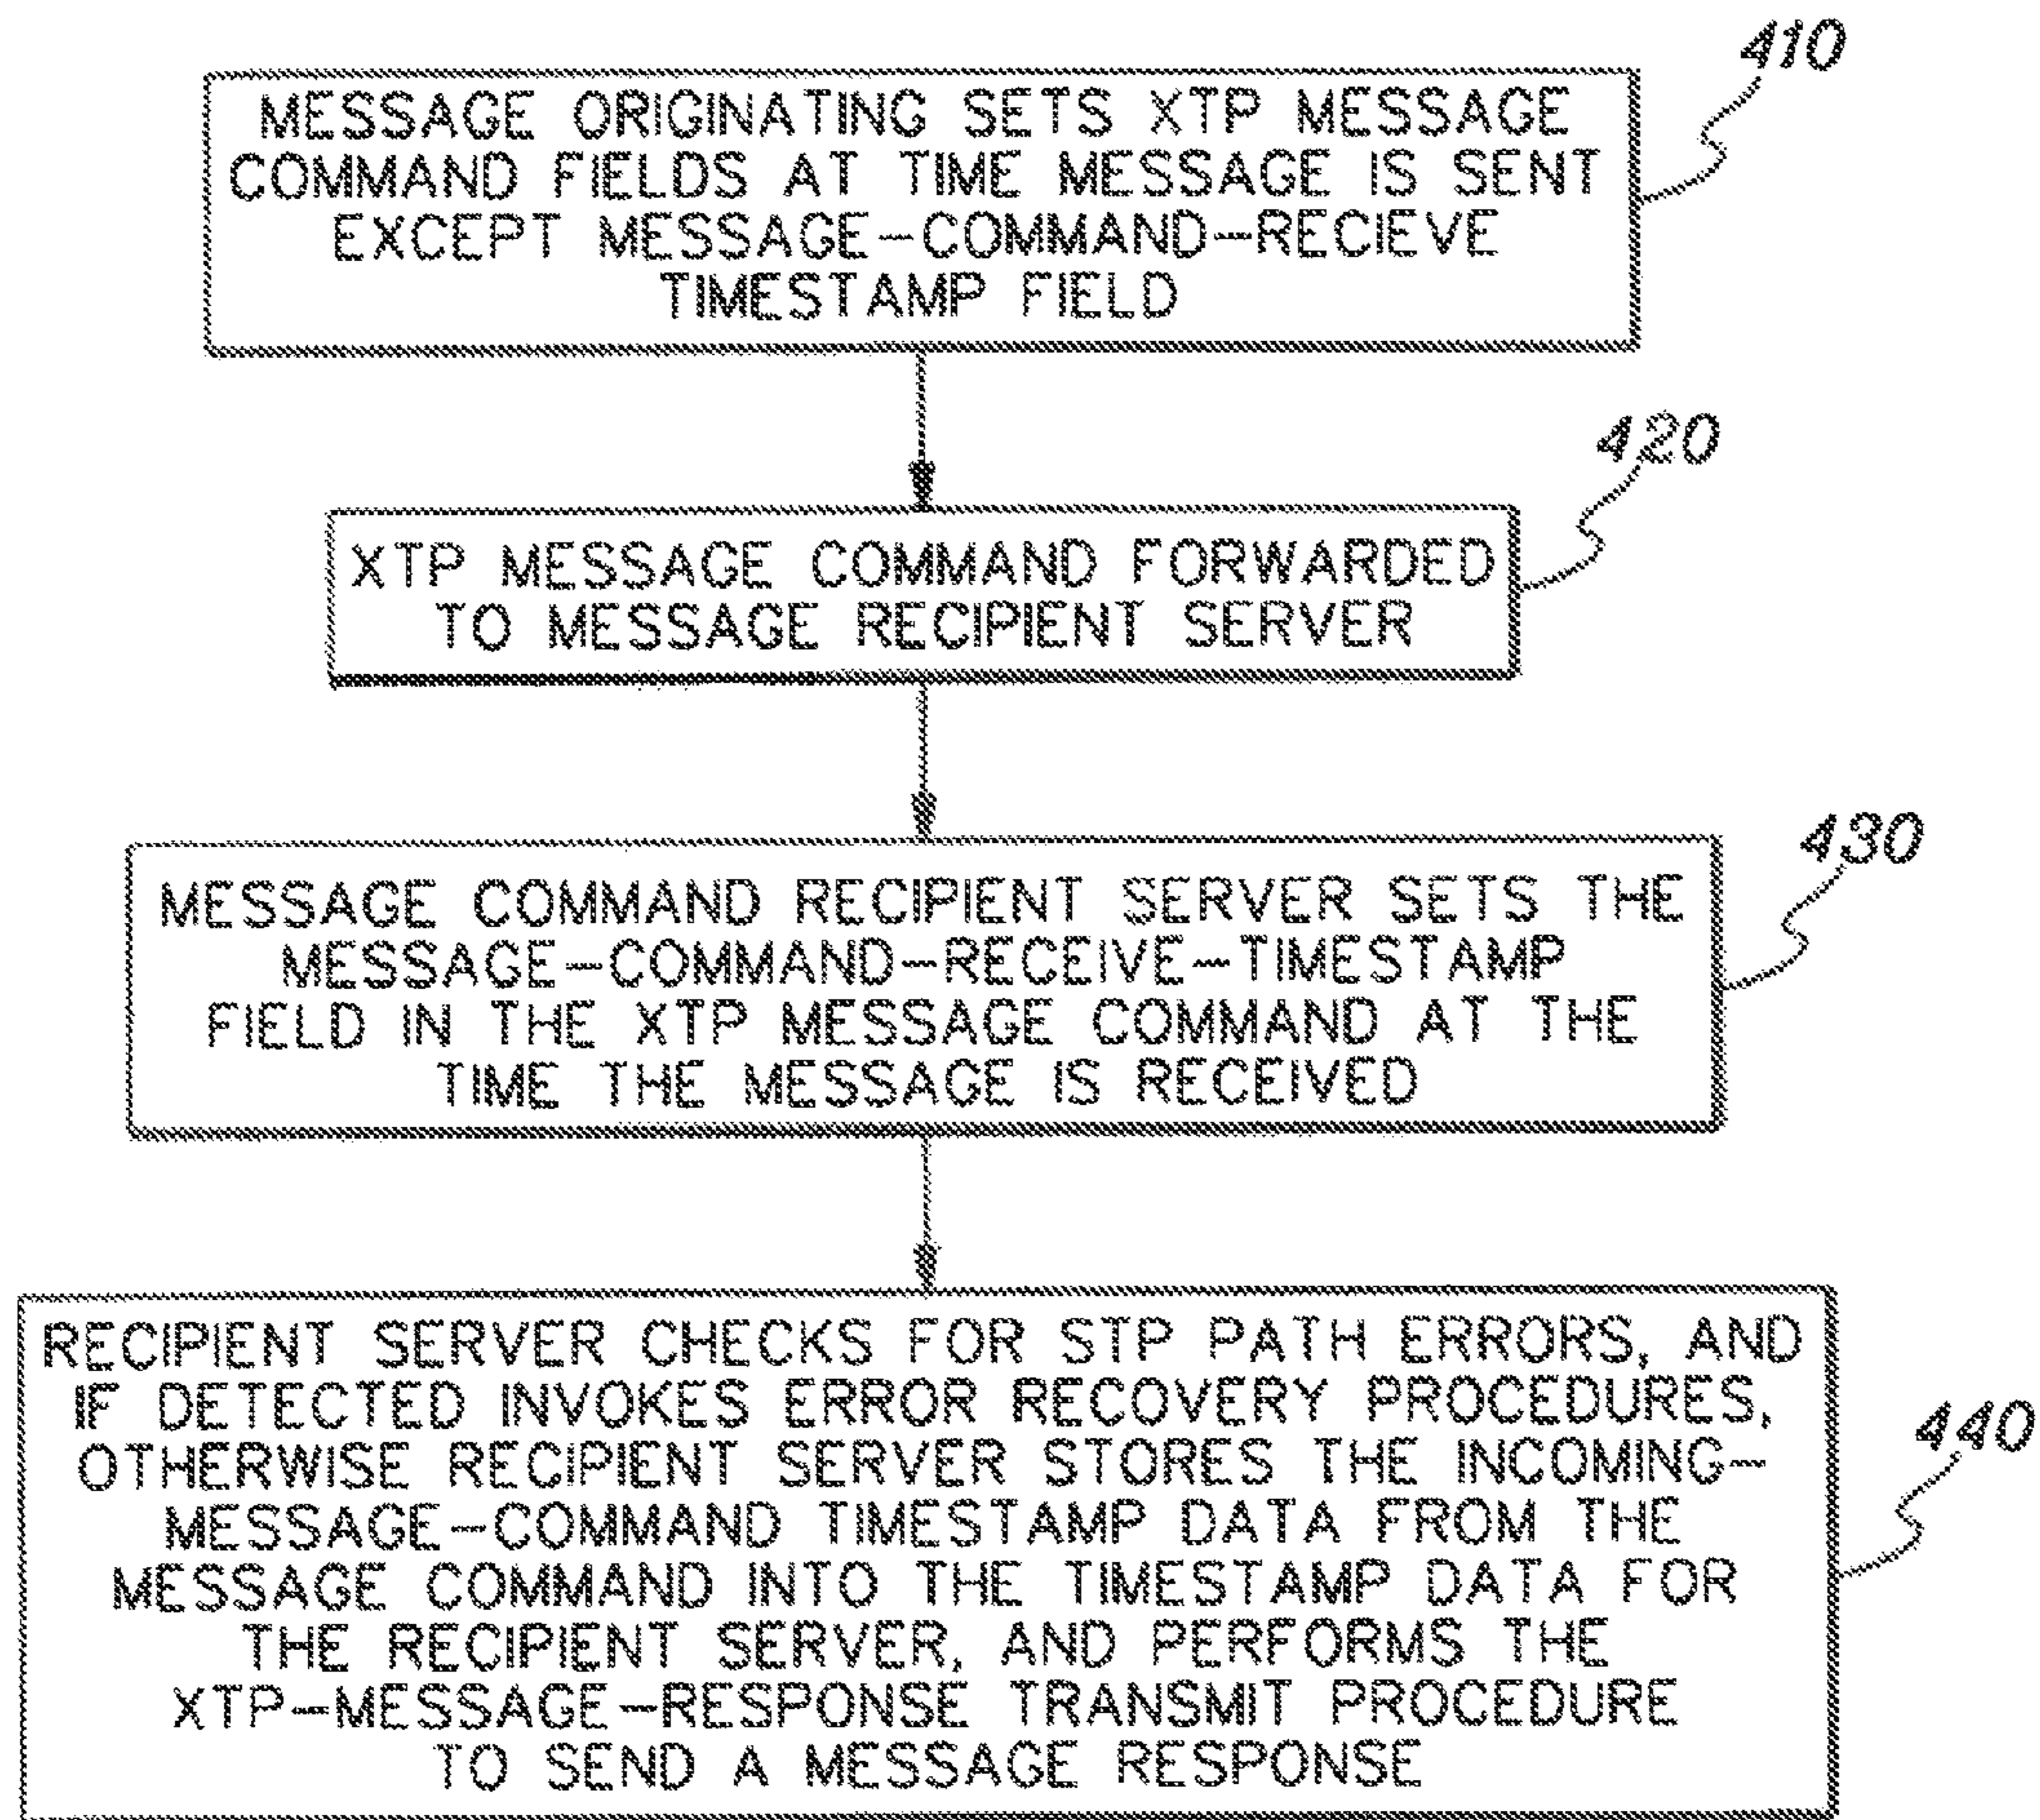 410
MESSAGE ORIGINATING SETS XTP MESSAGE
COMMAND FIELDS AT TIME MESSAGE IS SENT
EXCEPT MESSAGE-COMMAND-RECIEVE
TIMESTAMP FIELD
420
XTP MESSAGE COMMAND FORWARDED
TO MESSAGE RECIPIENT SERVER
430
MESSAGE COMMAND RECIPIENT SERVER SETS THE
MESSAGE-COMMAND-RECEIVE-TIMESTAMP
FIELD IN THE XTP MESSAGE COMMAND AT THE
TIME THE MESSAGE IS RECEIVED
440
RECIPIENT SERVER CHECKS FOR STP PATH ERRORS, AND
IF DETECTED INVOKES ERROR RECOVERY PROCEDURES,
OTHERWISE RECIPIENT SERVER STORES THE INCOMING-
MESSAGE-COMMAND TIMESTAMP DATA FROM THE
MESSAGE COMMAND INTO THE TIMESTAMP DATA FOR
THE RECIPIENT SERVER, AND PERFORMS THE
XTP-MESSAGE-RESPONSE TRANSMIT PROCEDURE
TO SEND A MESSAGE RESPONSE